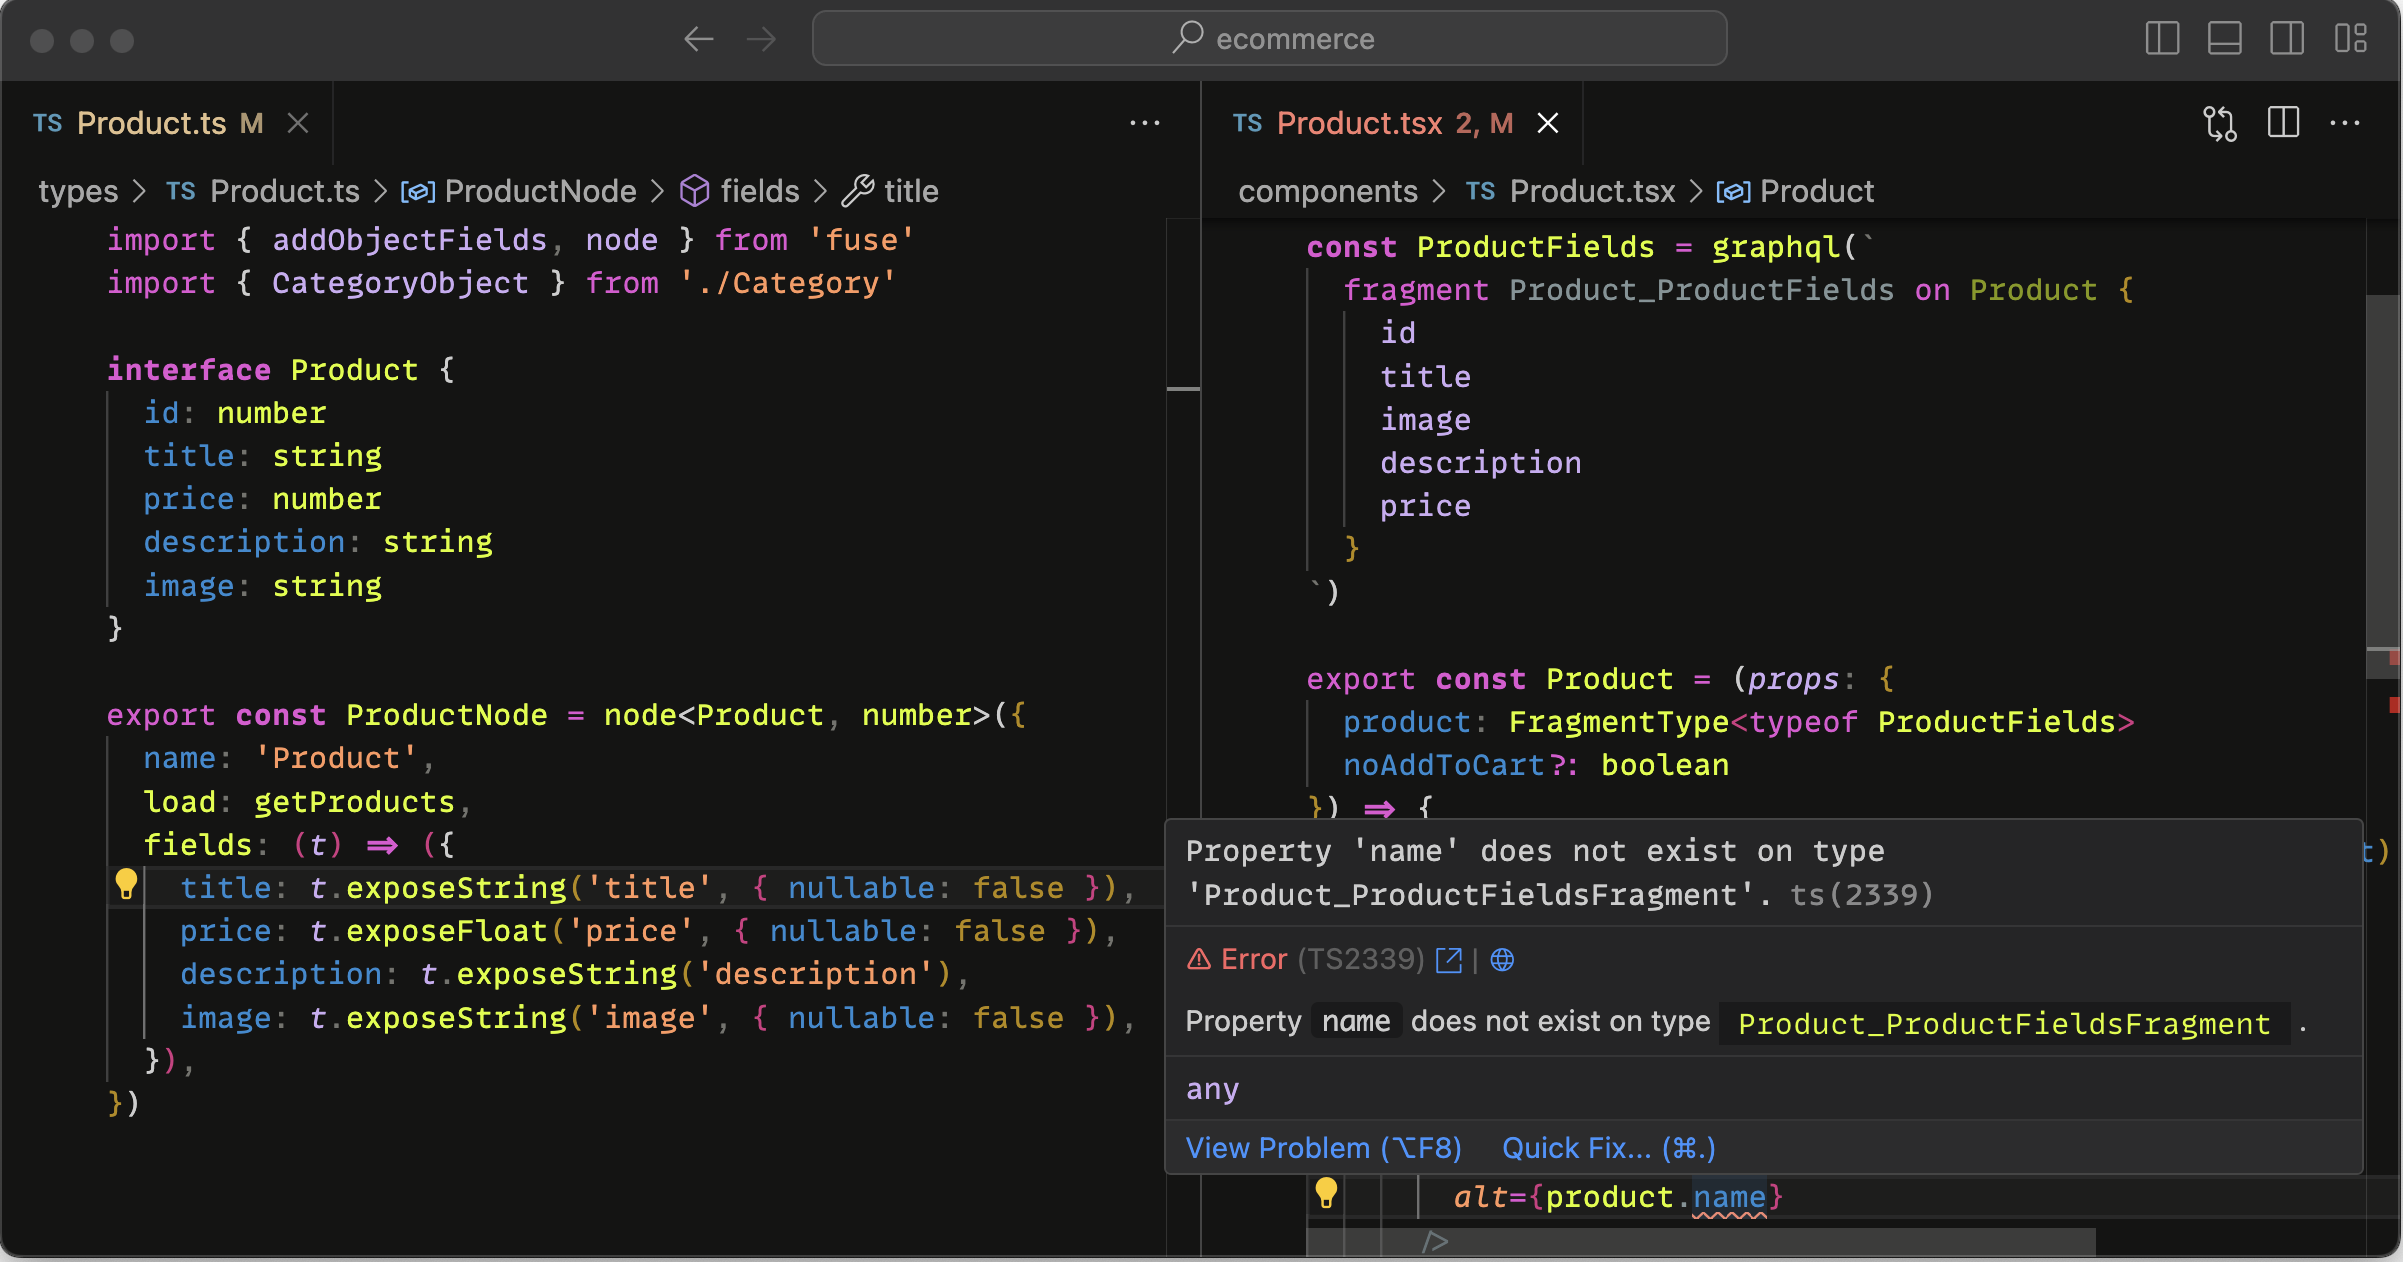 ecommerce
TS Product.ts M
types > TS Product.ts > ProductNode > fields > title
import { addObjectFields, node } from 'fuse'
import { CategoryObject } from './Category'
interface Product {
id: number
title: string
price: number
description: string
image: string
}
export const ProductNode = node<Product, number>({
name: 'Product',
load: getProducts,
fields: (t) ⇒ ({
title: t.exposeString('title', { nullable: false }),
price: t.exposeFloat('price', { nullable: false }),
description: t.exposeString('description'),
image: t.exposeString('image', { nullable: false }),
}),
})
TS Product.tsx 2, M
components > TS Product.tsx > Product
const ProductFields = graphql(`
fragment Product_ProductFields on Product {
id
title
image
description
price
}
`)
export const Product = (props: {
product: FragmentType<typeof ProductFields>
noAddToCart?: boolean
}) ⇒ {
t)
Property 'name' does not exist on type
'Product_ProductFieldsFragment'. ts(2339)
Error (TS2339) |
Property name does not exist on type Product_ProductFieldsFragment .
any
View Problem (⌥F8) Quick Fix... (⌘.)
alt={product.name}
/>